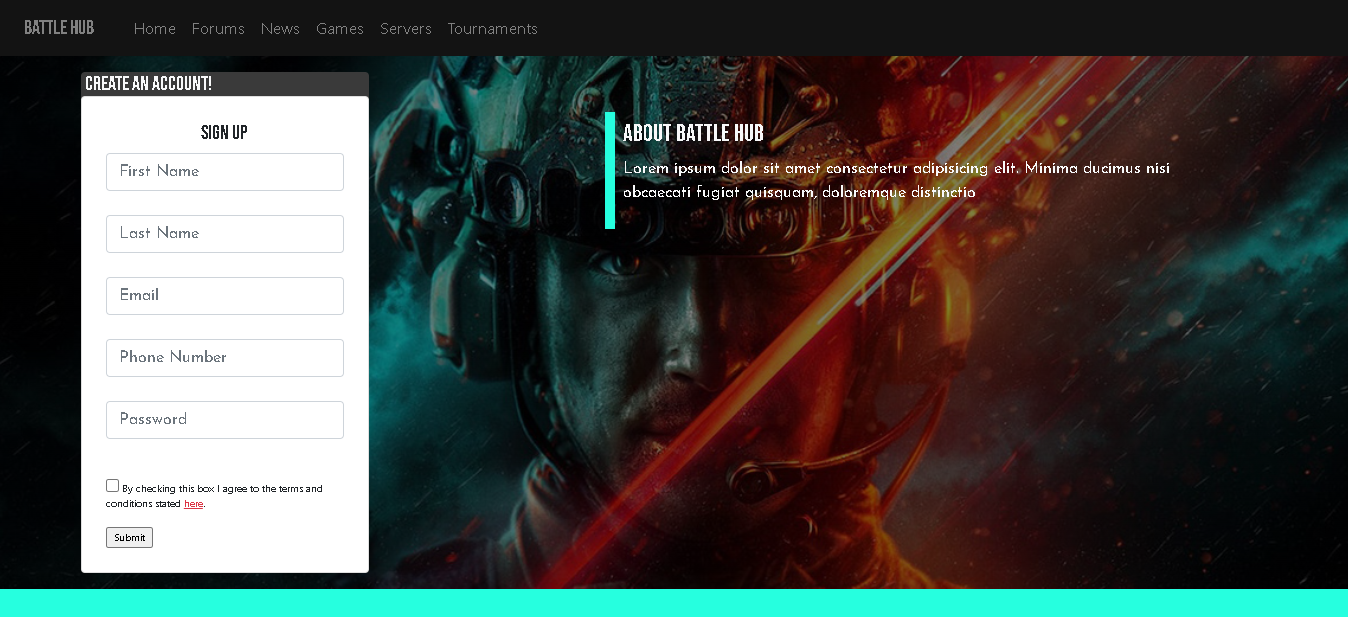 BATTLE HUB Home Forums News Games Servers Tournaments
CREATE AN ACCOUNT!
SIGN UP
First Name
Last Name
Email
Phone Number
Password
By checking this box I agree to the terms and
conditions stated here.
Submit
ABOUT BATTLE HUB
Lorem ipsum dolor sit amet consectetur adipisicing elit. Minima ducimus nisi
obcaecati fugiat quisquam, doloremque distinctio